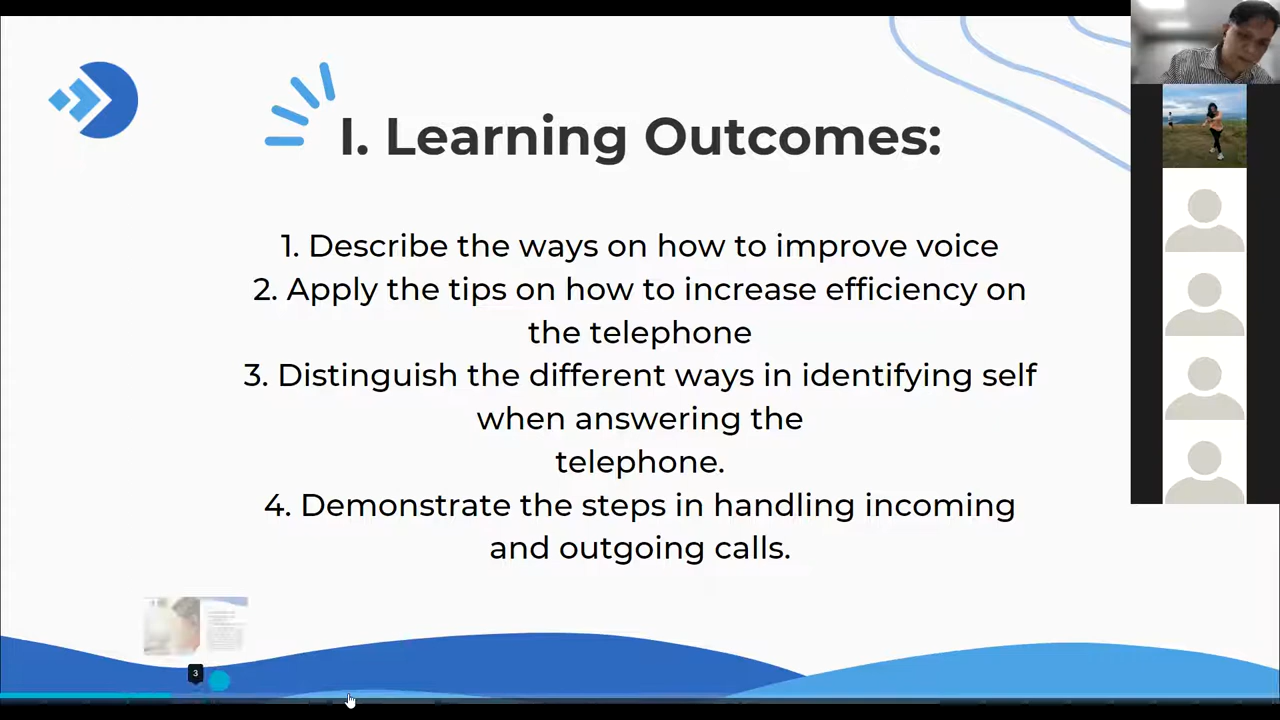 I. Learning Outcomes:
1. Describe the ways on how to improve voice
2. Apply the tips on how to increase efficiency on
the telephone
3. Distinguish the different ways in identifying self
when answering the
telephone.
4. Demonstrate the steps in handling incoming
and outgoing calls.
3